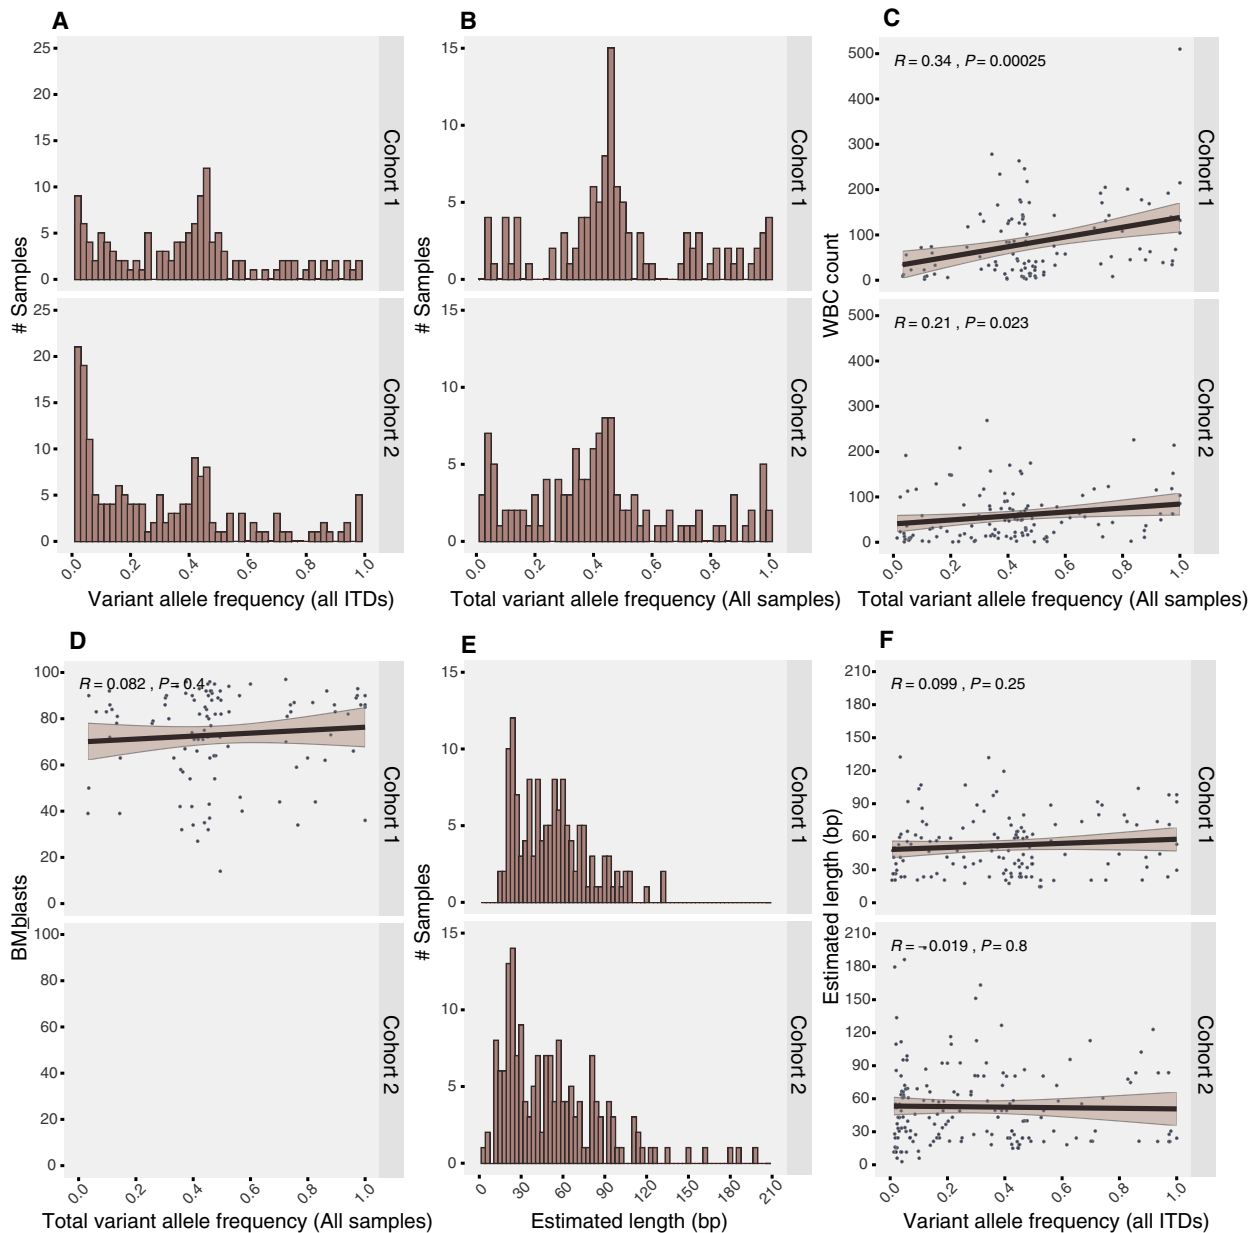 A
25
20
15
10
5
0
Cohort 1
25
20
15
10
5
0
Cohort 2
# Samples
0.0 0.2 0.4 0.6 0.8 1.0
Variant allele frequency (all ITDs)
B
15
10
5
0
Cohort 1
15
10
5
0
Cohort 2
# Samples
0.0 0.2 0.4 0.6 0.8 1.0
Total variant allele frequency (All samples)
C
R = 0.34 , P = 0.00025
500
400
300
200
100
0
Cohort 1
R = 0.21 , P = 0.023
500
400
300
200
100
0
Cohort 2
WBC count
0.0 0.2 0.4 0.6 0.8 1.0
Total variant allele frequency (All samples)
D
R = 0.082 , P = 0.4
100
80
60
40
20
0
Cohort 1
100
80
60
40
20
0
Cohort 2
BM_blasts
0.0 0.2 0.4 0.6 0.8 1.0
Total variant allele frequency (All samples)
E
15
10
5
0
Cohort 1
15
10
5
0
Cohort 2
# Samples
0 30 60 90 120 150 180 210
Estimated length (bp)
F
R = 0.099 , P = 0.25
210
180
150
120
90
60
30
0
Cohort 1
R = −0.019 , P = 0.8
210
180
150
120
90
60
30
0
Cohort 2
Estimated length (bp)
0.0 0.2 0.4 0.6 0.8 1.0
Variant allele frequency (all ITDs)